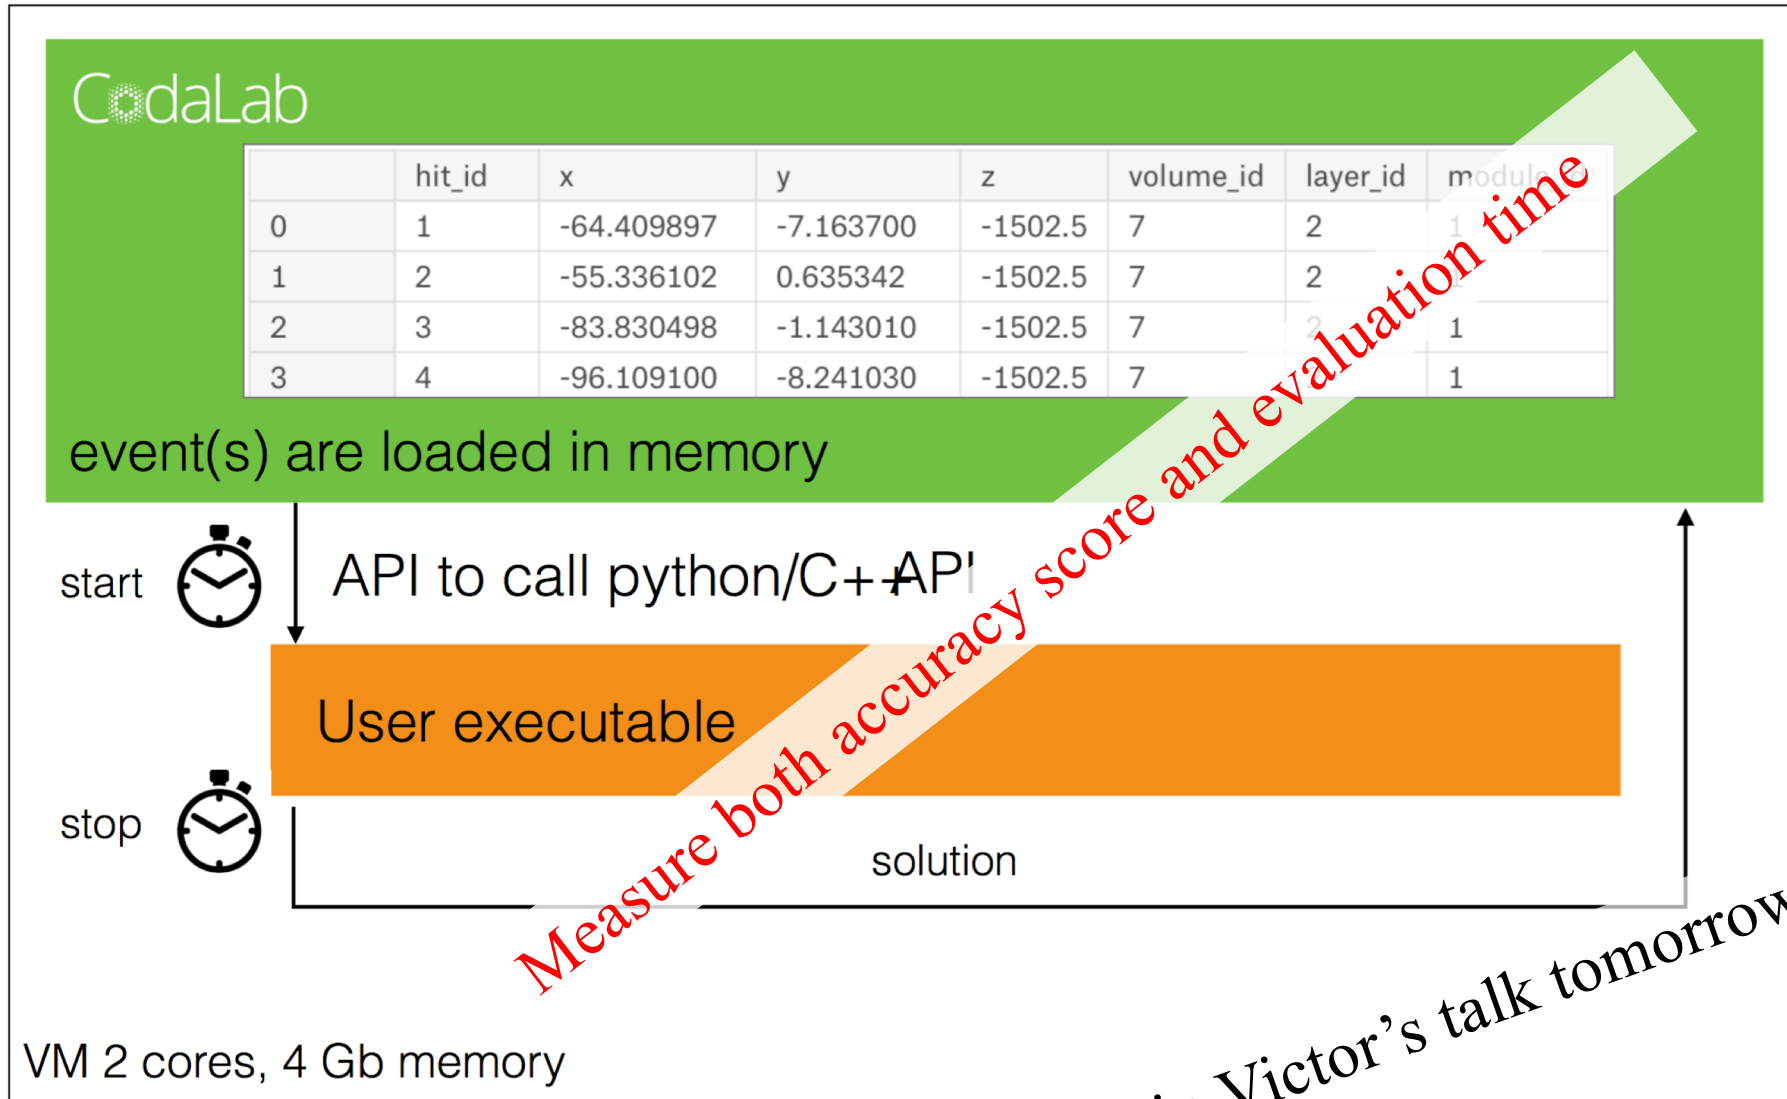 CodaLab
hit_id x y z volume_id layer_id module_id
0 1 -64.409897 -7.163700 -1502.5 7 2 1
1 2 -55.336102 0.635342 -1502.5 7 2
2 3 -83.830498 -1.143010 -1502.5 7 2 1
3 4 -96.109100 -8.241030 -1502.5 7 1
event(s) are loaded in memory
start
API to call python/C++ API
User executable
stop
solution
Measure both accuracy score and evaluation time
Victor's talk tomorrow
VM 2 cores, 4 Gb memory